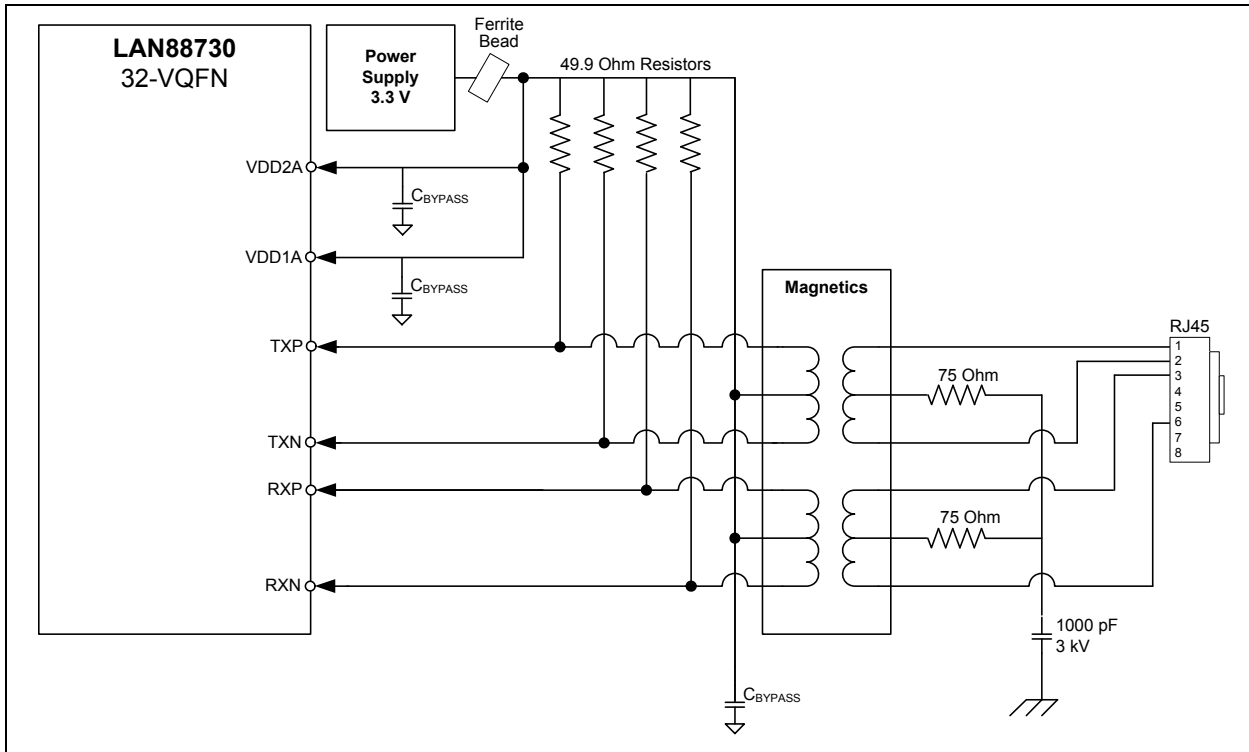 LAN88730
32-VQFN
Power
Supply
3.3 V
Ferrite
Bead
49.9 Ohm Resistors
VDD2A
CBYPASS
VDD1A
CBYPASS
Magnetics
RJ45
TXP
TXN
RXP
RXN
75 Ohm
75 Ohm
1
2
3
4
5
6
7
8
1000 pF
3 kV
CBYPASS